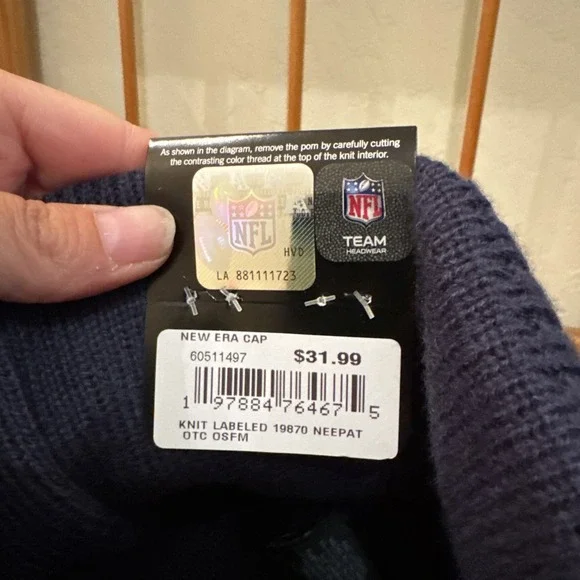 As shown in the diagram, remove the pom by carefully cutting
the contrasting color thread at the top of the knit interior.
NFL
HVD
LA 881111723
NFL
TEAM
HEADWEAR
NEW ERA CAP
60511497 $31.99
1 97884 76467 5
KNIT LABELED 19870 NEEPAT
OTC OSFM